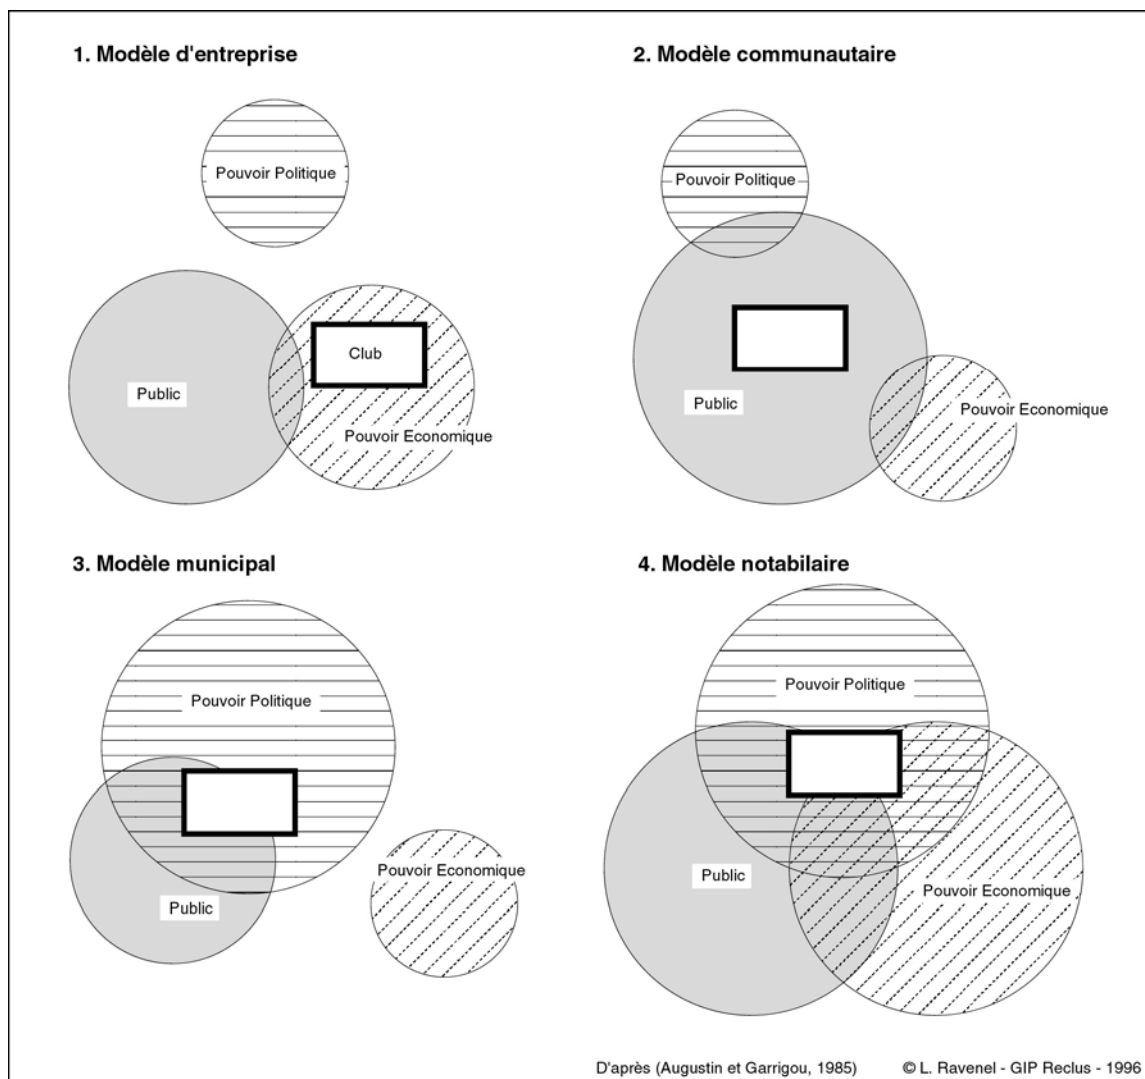 1. Modèle d'entreprise
Pouvoir Politique
Club
Public
Pouvoir Economique
2. Modèle communautaire
Pouvoir Politique
Public
Pouvoir Economique
3. Modèle municipal
Pouvoir Politique
Pouvoir Economique
Public
4. Modèle notabilaire
Pouvoir Politique
Public
Pouvoir Economique
D'après (Augustin et Garrigou, 1985) © L. Ravenel - GIP Reclus - 1996